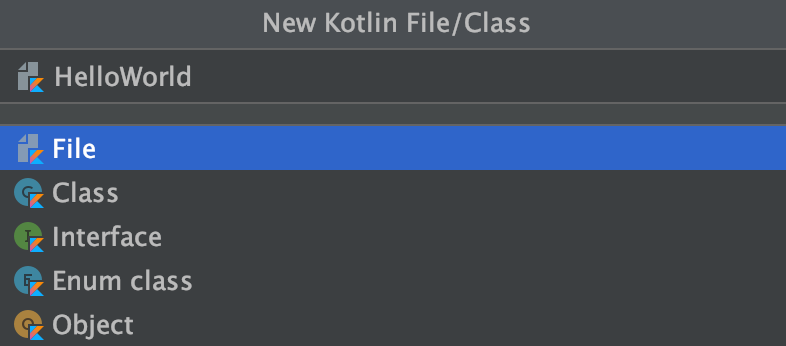 New Kotlin File/Class
HelloWorld
File
Class
Interface
Enum class
Object